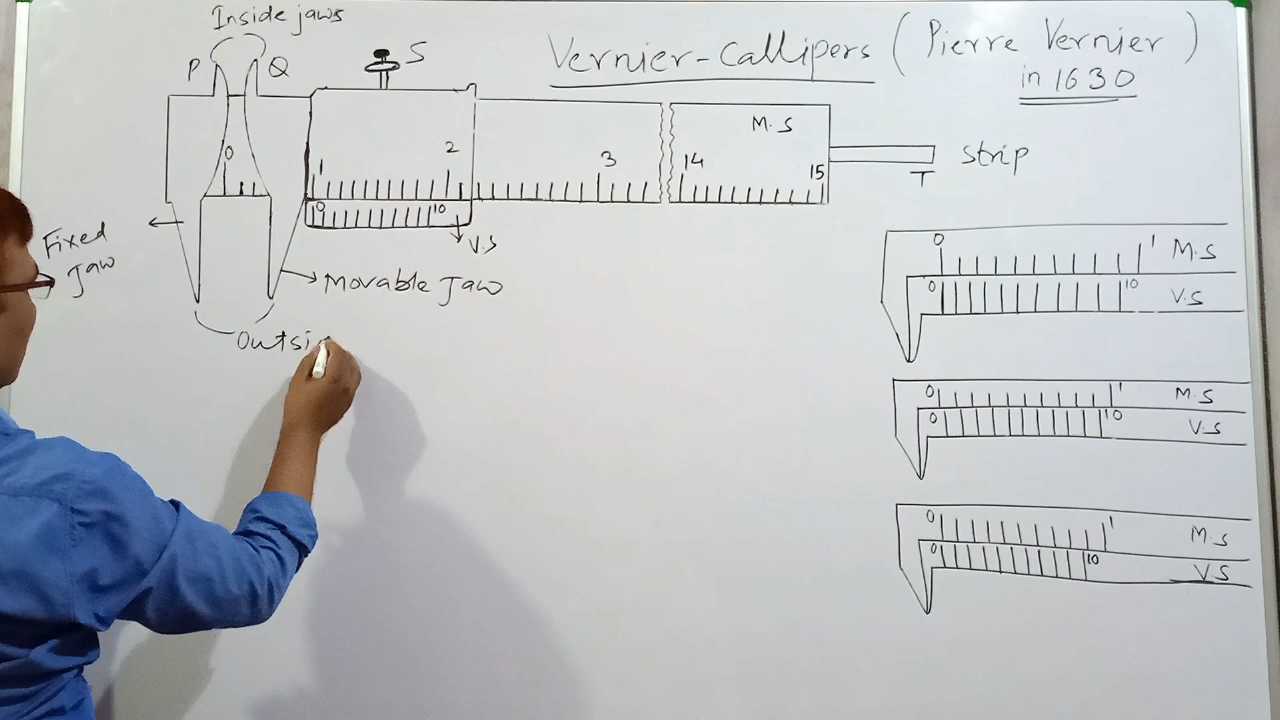 Inside jaws
P Q S
Vernier-Callipers (Pierre Vernier)
in 1630
0 1 2 3 14 15
M.S
Strip
T
0 10
V.S
Fixed
Jaw
Movable Jaw
Outsi
0 1 M.S
0 10 V.S
0 1 M.S
0 10 V.S
0 1 M.S
0 10 V.S